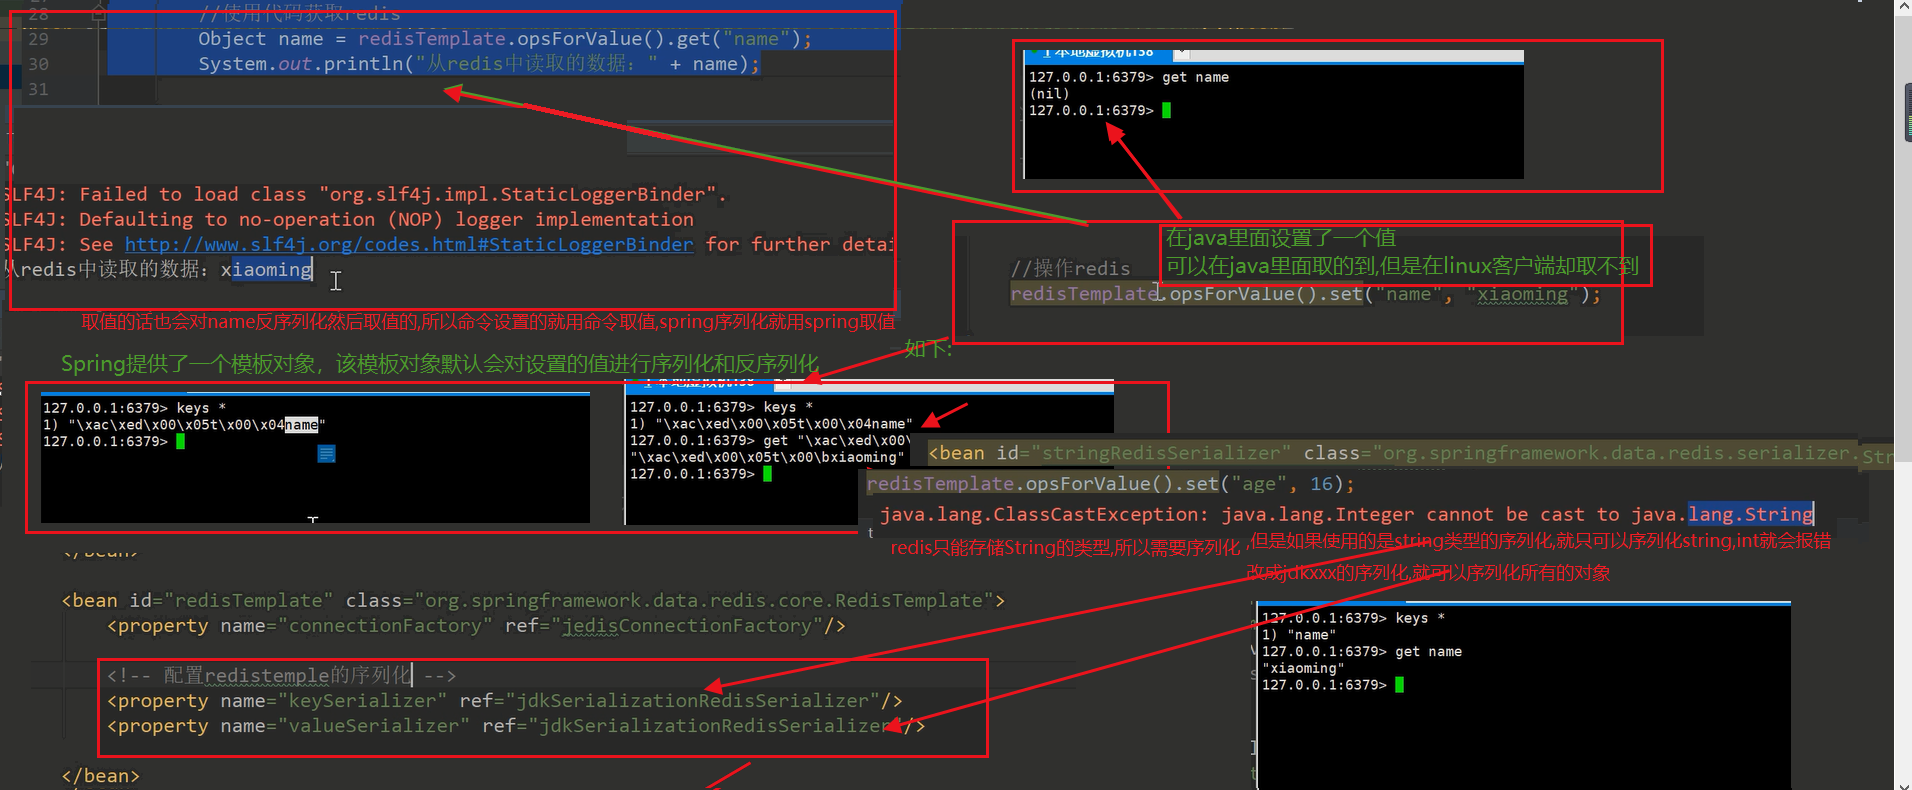 28 //使用代码获取redis
29 Object name = redisTemplate.opsForValue().get("name");
30 System.out.println("从redis中读取的数据: " + name);
31
SLF4J: Failed to load class "org.slf4j.impl.StaticLoggerBinder".
SLF4J: Defaulting to no-operation (NOP) logger implementation
SLF4J: See http://www.slf4j.org/codes.html#StaticLoggerBinder for further detai
从redis中读取的数据: xiaoming
取值的话也会对name反序列化然后取值的,所以命令设置的就用命令取值,spring序列化就用spring取值
1 本地虚拟机138
127.0.0.1:6379> get name
(nil)
127.0.0.1:6379>
在java里面设置了一个值
可以在java里面取的到,但是在linux客户端却取不到
//操作redis
redisTemplate.opsForValue().set("name", "xiaoming");
如下:
Spring提供了一个模板对象，该模板对象默认会对设置的值进行序列化和反序列化
127.0.0.1:6379> keys *
1) "\xac\xed\x00\x05t\x00\x04name"
127.0.0.1:6379>
127.0.0.1:6379> keys *
1) "\xac\xed\x00\x05t\x00\x04name"
127.0.0.1:6379> get "\xac\xed\x00\
"\xac\xed\x00\x05t\x00\bxiaoming"
127.0.0.1:6379>
<bean id="stringRedisSerializer" class="org.springframework.data.redis.serializer.Str
redisTemplate.opsForValue().set("age", 16);
java.lang.ClassCastException: java.lang.Integer cannot be cast to java.lang.String
redis只能存储String的类型,所以需要序列化 ,但是如果使用的是string类型的序列化,就只可以序列化string,int就会报错
改成jdkxxx的序列化,就可以序列化所有的对象
</bean>
<bean id="redisTemplate" class="org.springframework.data.redis.core.RedisTemplate">
<property name="connectionFactory" ref="jedisConnectionFactory"/>
<!-- 配置redistemple的序列化 -->
<property name="keySerializer" ref="jdkSerializationRedisSerializer"/>
<property name="valueSerializer" ref="jdkSerializationRedisSerializer"/>
</bean>
127.0.0.1:6379> keys *
1) "name"
127.0.0.1:6379> get name
"xiaoming"
127.0.0.1:6379>